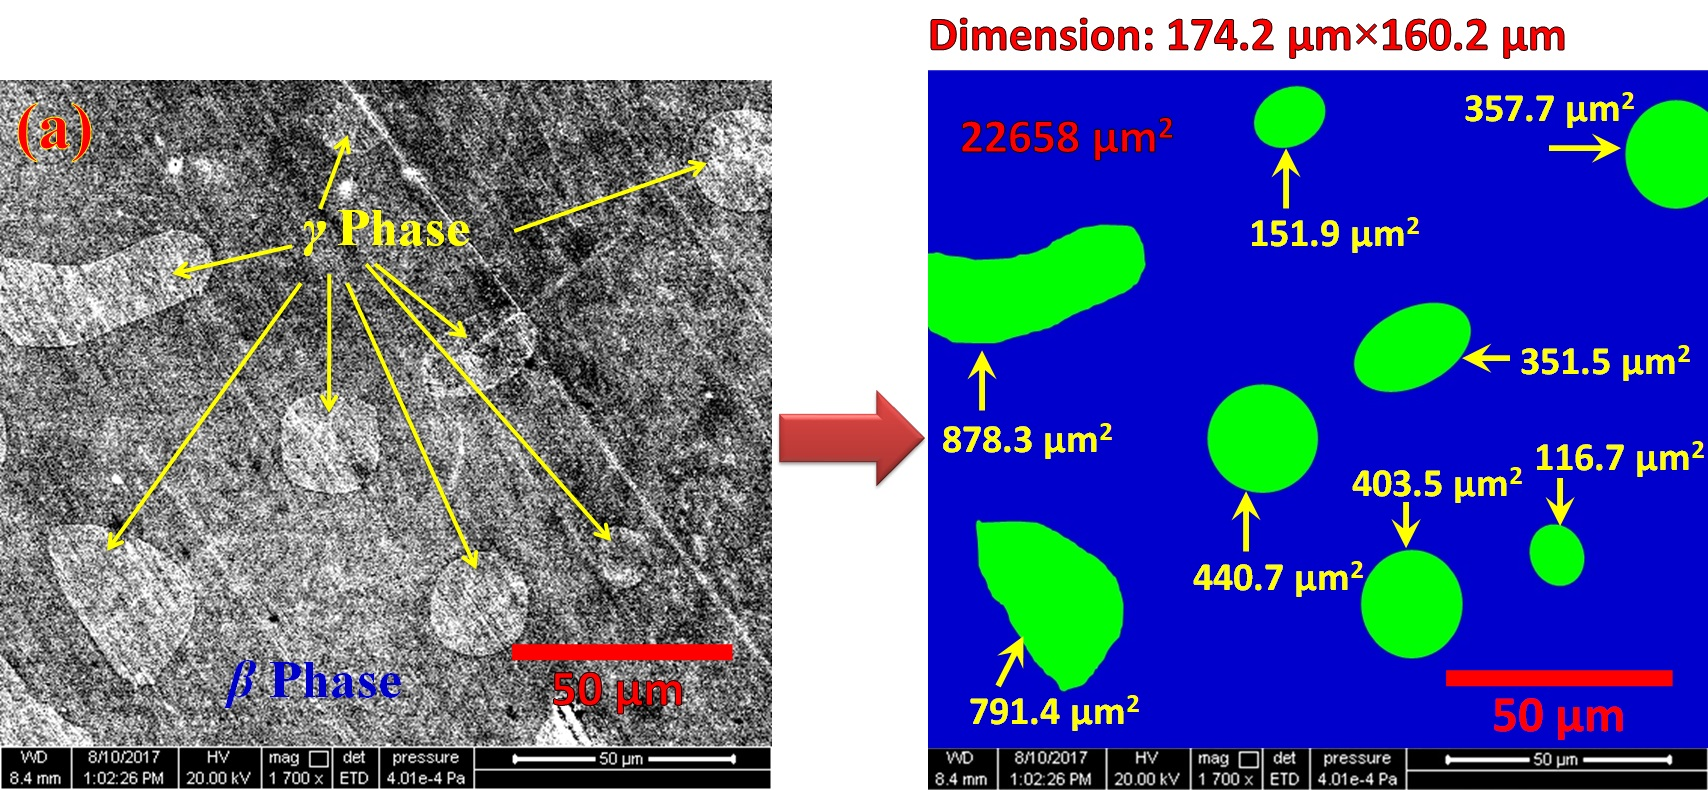 Dimension: 174.2 µm×160.2 µm
(a)
γ Phase
β Phase
50 µm
WD 8/10/2017 HV mag det pressure
8.4 mm 1:02:26 PM 20.00 kV 1 700 x ETD 4.01e-4 Pa
50 µm
22658 µm²
357.7 µm²
151.9 µm²
351.5 µm²
878.3 µm²
116.7 µm²
403.5 µm²
440.7 µm²
791.4 µm²
50 µm
WD 8/10/2017 HV mag det pressure
8.4 mm 1:02:26 PM 20.00 kV 1 700 x ETD 4.01e-4 Pa
50 µm